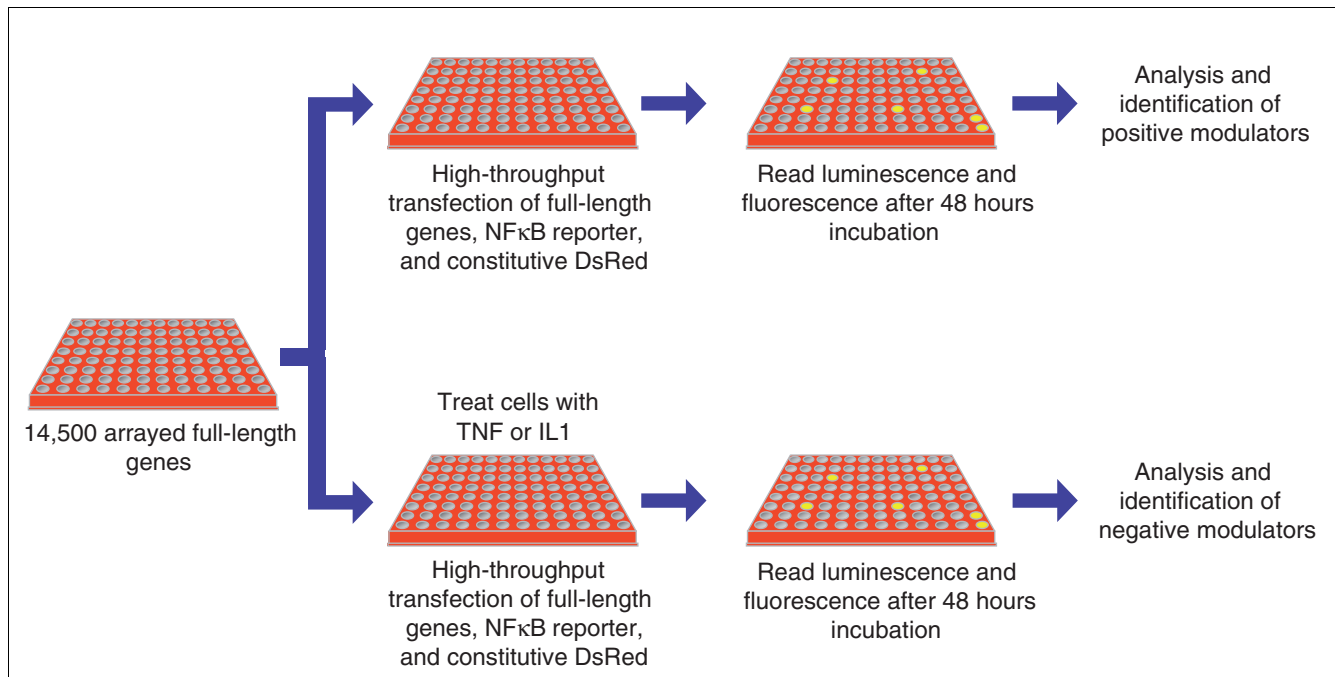 14,500 arrayed full-length
genes
High-throughput
transfection of full-length
genes, NFκB reporter,
and constitutive DsRed
Read luminescence and
fluorescence after 48 hours
incubation
Analysis and
identification of
positive modulators
Treat cells with
TNF or IL1
High-throughput
transfection of full-length
genes, NFκB reporter,
and constitutive DsRed
Read luminescence and
fluorescence after 48 hours
incubation
Analysis and
identification of
negative modulators